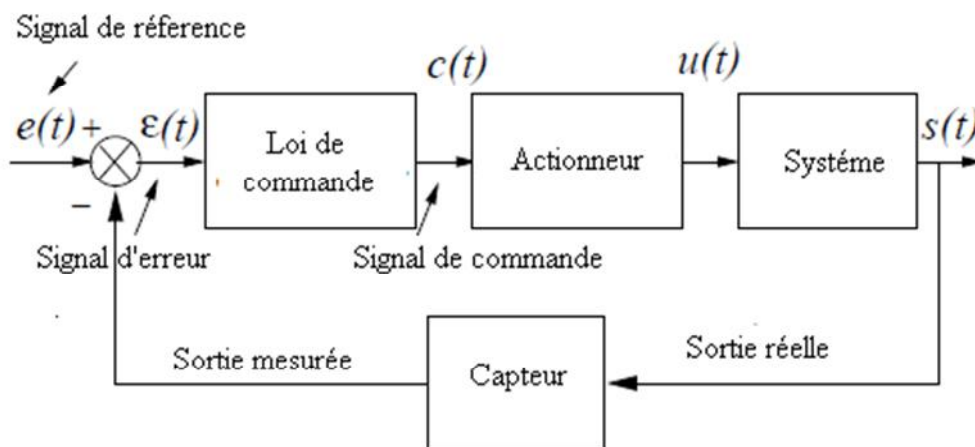 Signal de réference
c(t)
u(t)
e(t) +
ε(t)
s(t)
Loi de
commande
Actionneur
Systéme
−
Signal d'erreur
Signal de commande
Sortie mesurée
Capteur
Sortie réelle